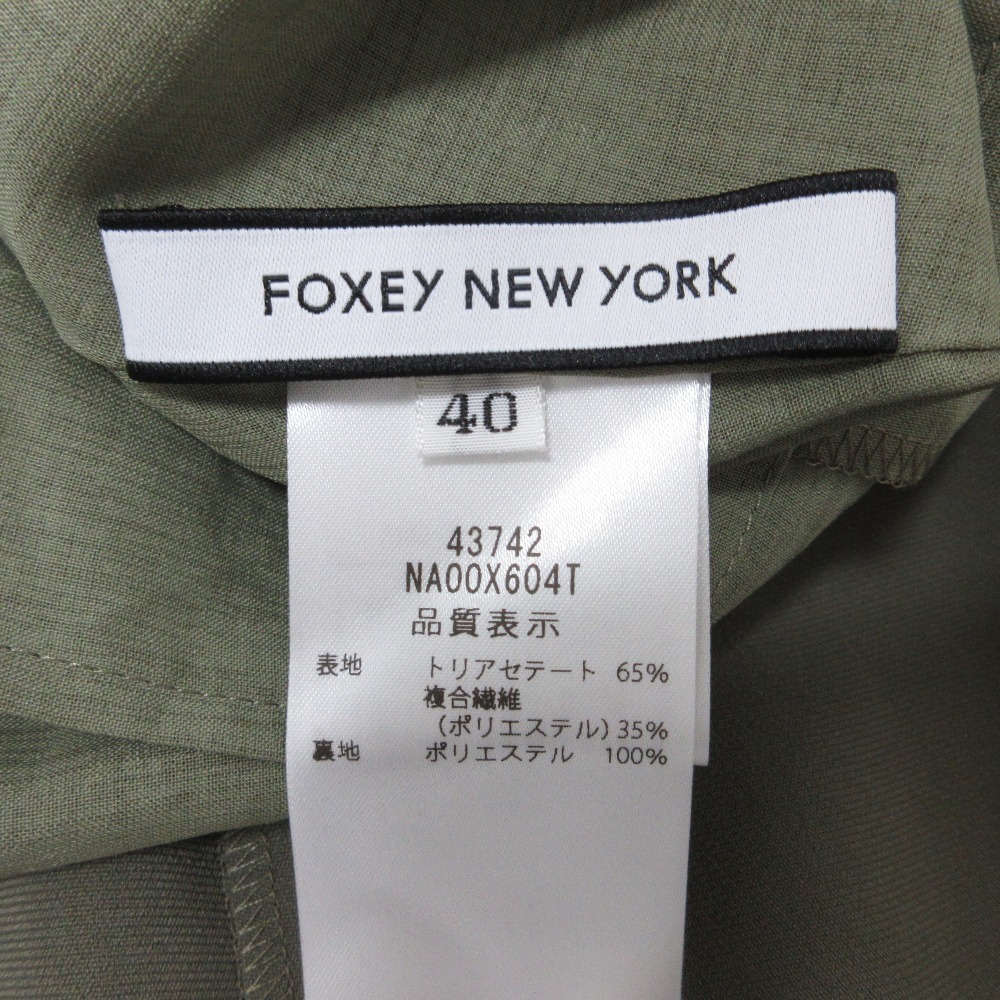 FOXEY NEW YORK
40
43742
NA00X604T
品質表示
表地 トリアセテート 65%
複合繊維
(ポリエステル)35%
裏地 ポリエステル 100%